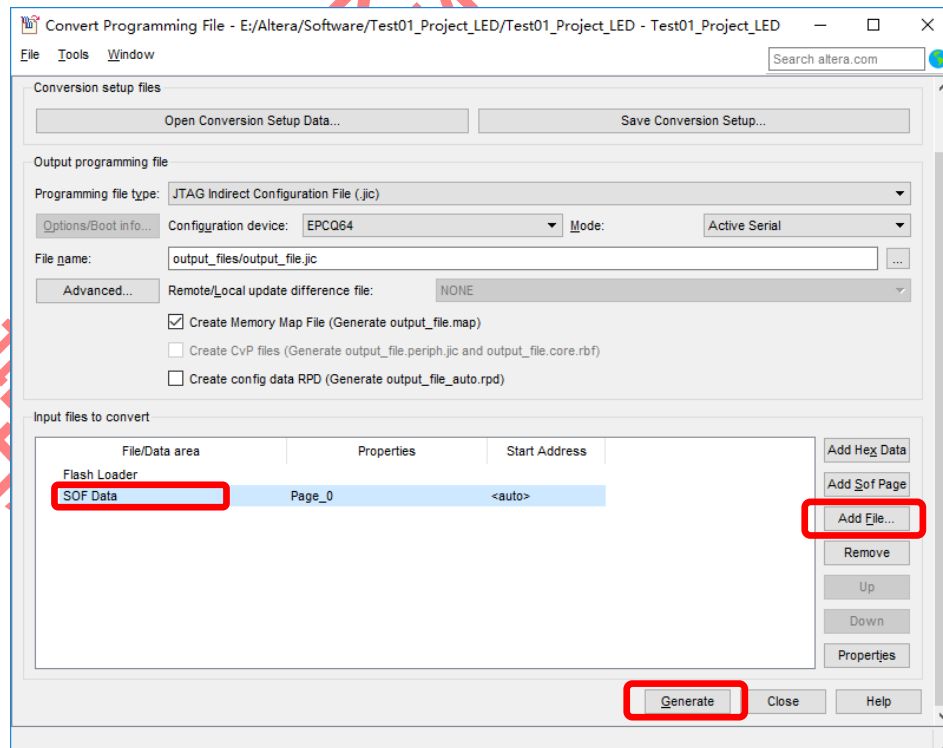 Convert Programming File - E:/Altera/Software/Test01_Project_LED/Test01_Project_LED - Test01_Project_LED
File Tools Window
Search altera.com
Conversion setup files
Open Conversion Setup Data... Save Conversion Setup...
Output programming file
Programming file type: JTAG Indirect Configuration File (.jic)
Options/Boot info... Configuration device: EPCQ64 Mode: Active Serial
File name: output_files/output_file.jic ...
Advanced... Remote/Local update difference file: NONE
Create Memory Map File (Generate output_file.map)
Create CvP files (Generate output_file.periph.jic and output_file.core.rbf)
Create config data RPD (Generate output_file_auto.rpd)
Input files to convert
File/Data area Properties Start Address
Add Hex Data
Flash Loader
Add Sof Page
SOF Data Page_0 <auto>
Add File...
Remove
Up
Down
Properties
Generate Close Help